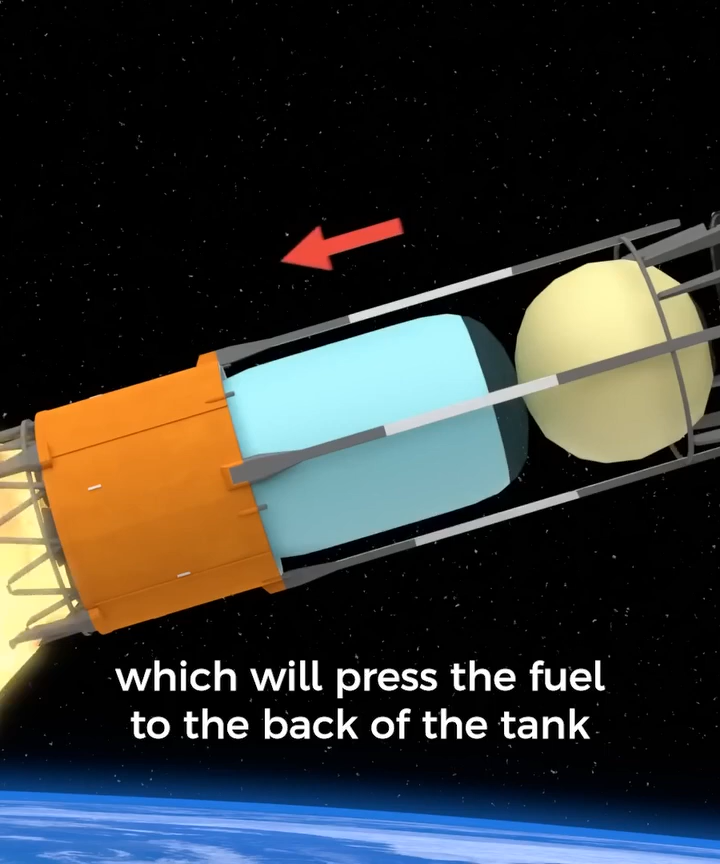 which will press the fuel
to the back of the tank